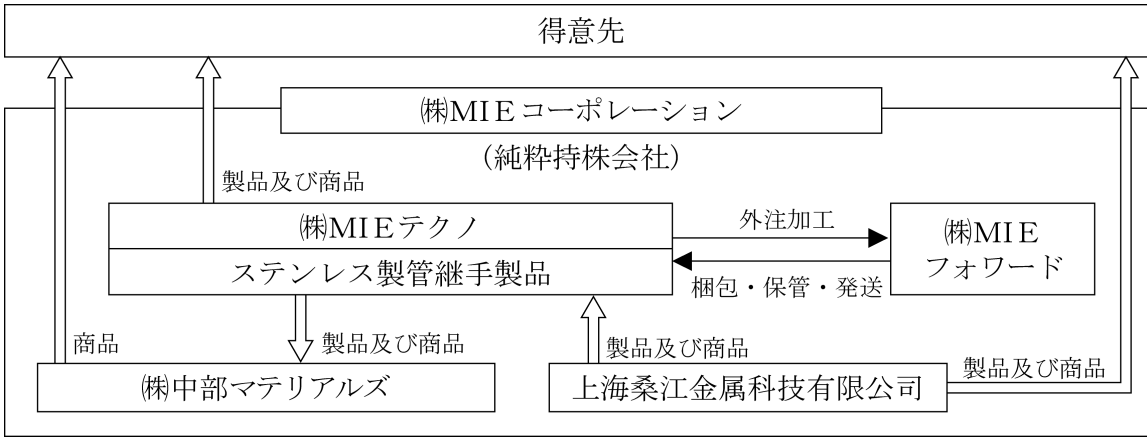 得意先
㈱MIEコーポレーション
(純粋持株会社)
製品及び商品
㈱MIEテクノ
ステンレス製管継手製品
外注加工
梱包・保管・発送
㈱MIE
フォワード
商品
製品及び商品
製品及び商品
製品及び商品
㈱中部マテリアルズ
上海桑江金属科技有限公司